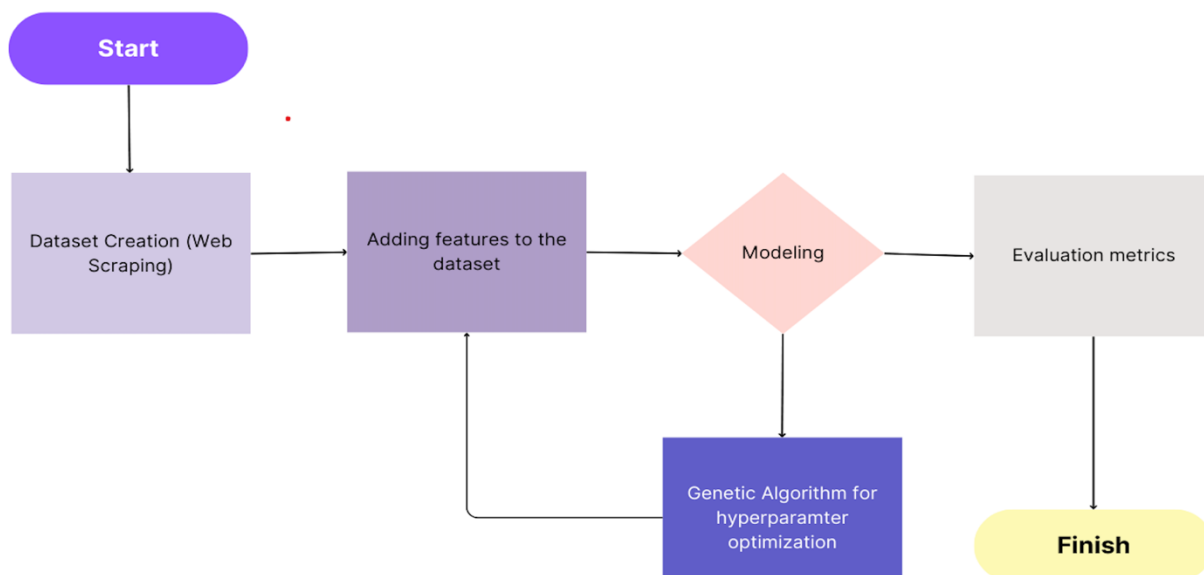 Start
Dataset Creation (Web
Scraping)
Adding features to the
dataset
Modeling
Evaluation metrics
Genetic Algorithm for
hyperparamter
optimization
Finish